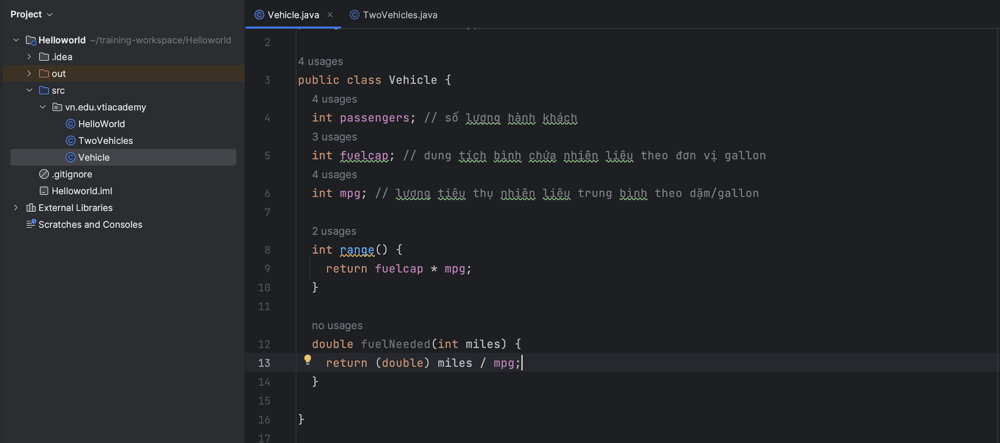 Project
Helloworld ~/training-workspace/Helloworld
.idea
out
src
vn.edu.vtiacademy
HelloWorld
TwoVehicles
Vehicle
.gitignore
Helloworld.iml
External Libraries
Scratches and Consoles
Vehicle.java TwoVehicles.java
2
4 usages
3 public class Vehicle {
4 usages
4 int passengers; // số lượng hành khách
3 usages
5 int fuelcap; // dung tích bình chứa nhiên liệu theo đơn vị gallon
4 usages
6 int mpg; // lượng tiêu thụ nhiên liệu trung bình theo dặm/gallon
7
2 usages
8 int range() {
9 return fuelcap * mpg;
10 }
11
no usages
12 double fuelNeeded(int miles) {
13 return (double) miles / mpg;
14 }
15
16 }
17